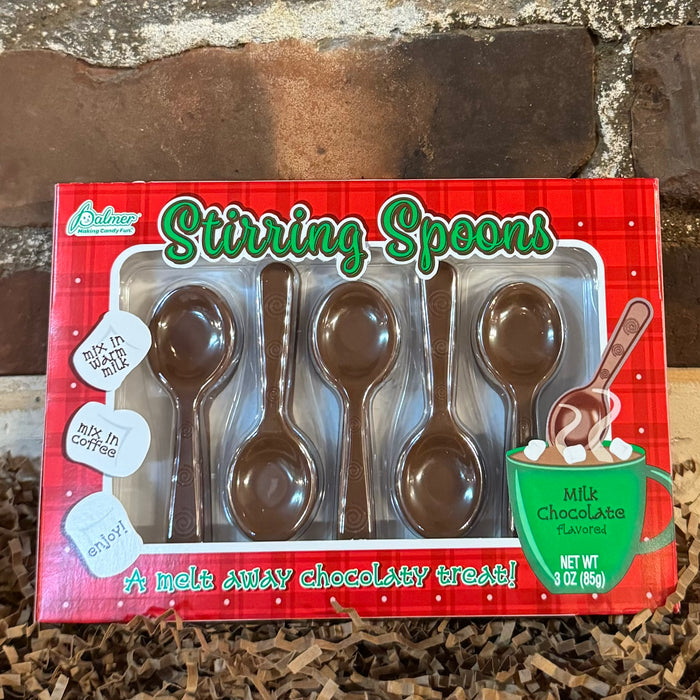 Palmer
Making Candy Fun.
Stirring Spoons
mix in
warm
milk
mix in
coffee
enjoy!
Milk
Chocolate
flavored
NET WT
3 OZ (85g)
A melt away chocolaty treat!